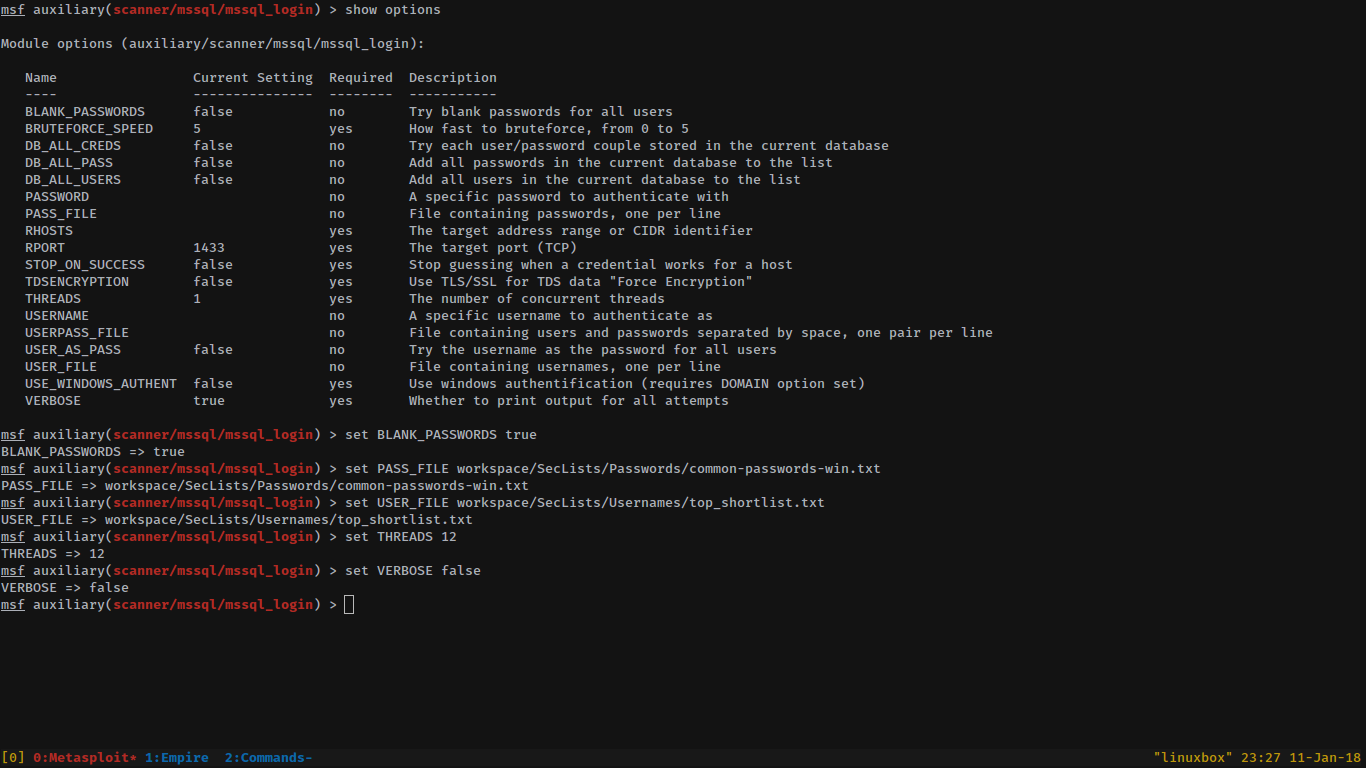 msf auxiliary(scanner/mssql/mssql_login) > show options
Module options (auxiliary/scanner/mssql/mssql_login):
   Name                 Current Setting  Required  Description
   ----                 ---------------  --------  -----------
   BLANK_PASSWORDS      false            no        Try blank passwords for all users
   BRUTEFORCE_SPEED     5                yes       How fast to bruteforce, from 0 to 5
   DB_ALL_CREDS         false            no        Try each user/password couple stored in the current database
   DB_ALL_PASS          false            no        Add all passwords in the current database to the list
   DB_ALL_USERS         false            no        Add all users in the current database to the list
   PASSWORD                              no        A specific password to authenticate with
   PASS_FILE                             no        File containing passwords, one per line
   RHOSTS                                yes       The target address range or CIDR identifier
   RPORT                1433             yes       The target port (TCP)
   STOP_ON_SUCCESS      false            yes       Stop guessing when a credential works for a host
   TDSENCRYPTION        false            yes       Use TLS/SSL for TDS data "Force Encryption"
   THREADS              1                yes       The number of concurrent threads
   USERNAME                              no        A specific username to authenticate as
   USERPASS_FILE                         no        File containing users and passwords separated by space, one pair per line
   USER_AS_PASS         false            no        Try the username as the password for all users
   USER_FILE                             no        File containing usernames, one per line
   USE_WINDOWS_AUTHENT  false            yes       Use windows authentification (requires DOMAIN option set)
   VERBOSE              true             yes       Whether to print output for all attempts
msf auxiliary(scanner/mssql/mssql_login) > set BLANK_PASSWORDS true
BLANK_PASSWORDS => true
msf auxiliary(scanner/mssql/mssql_login) > set PASS_FILE workspace/SecLists/Passwords/common-passwords-win.txt
PASS_FILE => workspace/SecLists/Passwords/common-passwords-win.txt
msf auxiliary(scanner/mssql/mssql_login) > set USER_FILE workspace/SecLists/Usernames/top_shortlist.txt
USER_FILE => workspace/SecLists/Usernames/top_shortlist.txt
msf auxiliary(scanner/mssql/mssql_login) > set THREADS 12
THREADS => 12
msf auxiliary(scanner/mssql/mssql_login) > set VERBOSE false
VERBOSE => false
msf auxiliary(scanner/mssql/mssql_login) >
[0] 0:Metasploit* 1:Empire  2:Commands- "linuxbox" 23:27 11-Jan-18